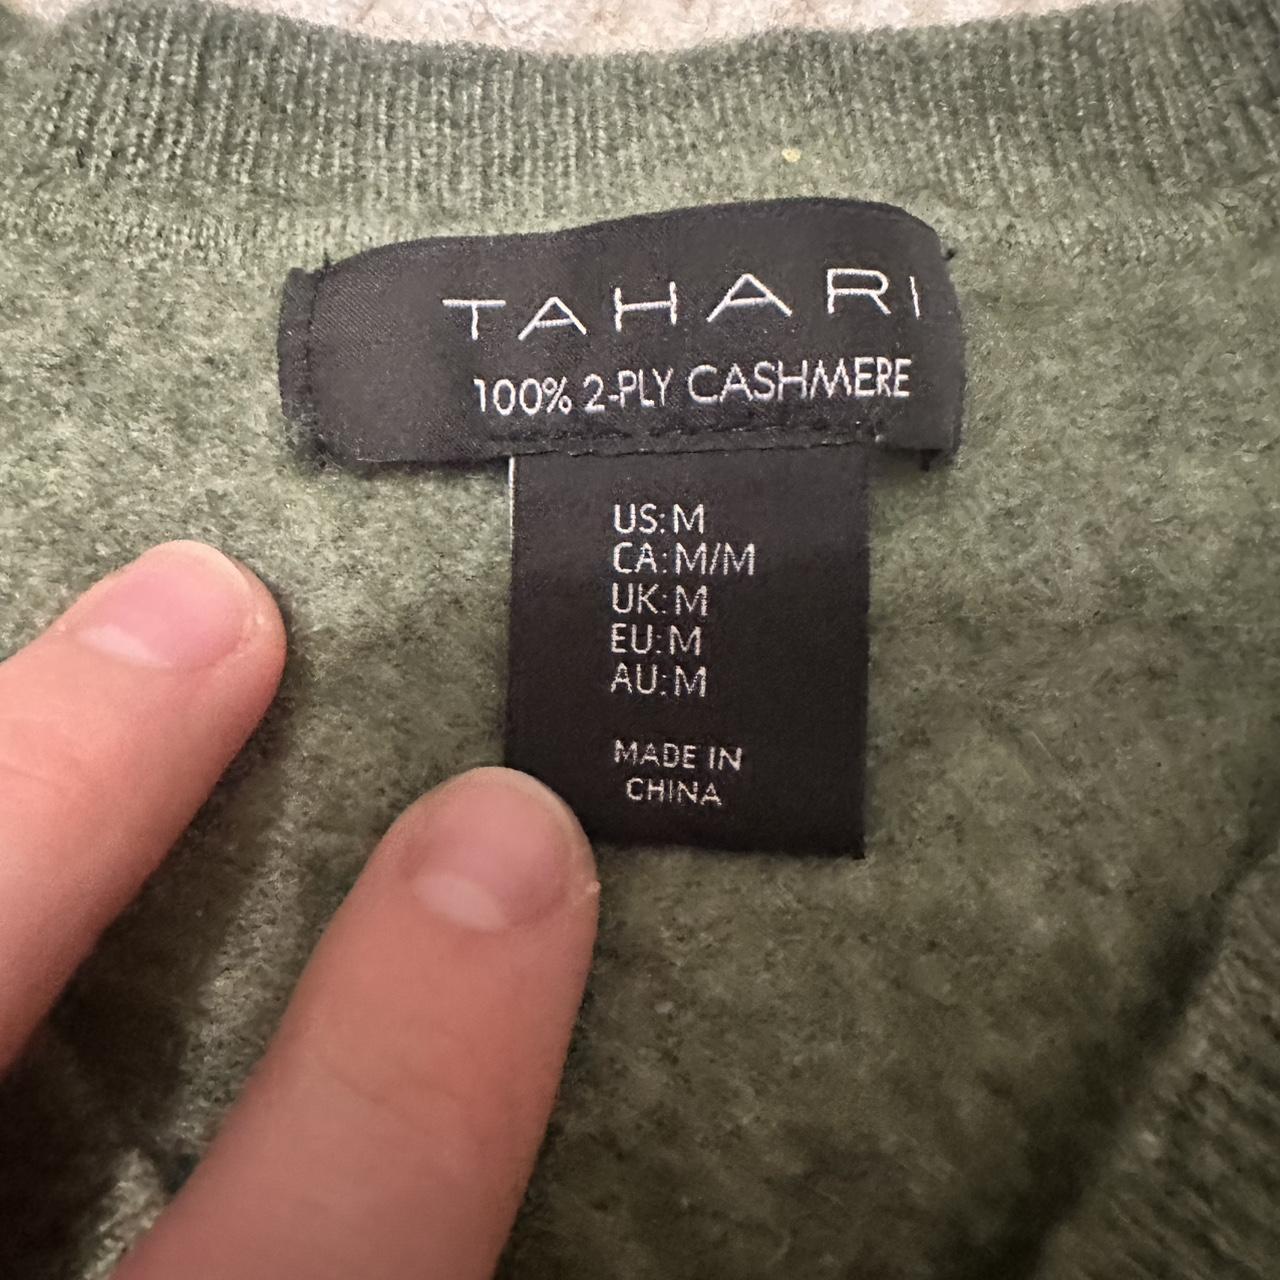 TAHARI
100% 2-PLY CASHMERE
US: M
CA: M/M
UK: M
EU: M
AU: M
MADE IN
CHINA